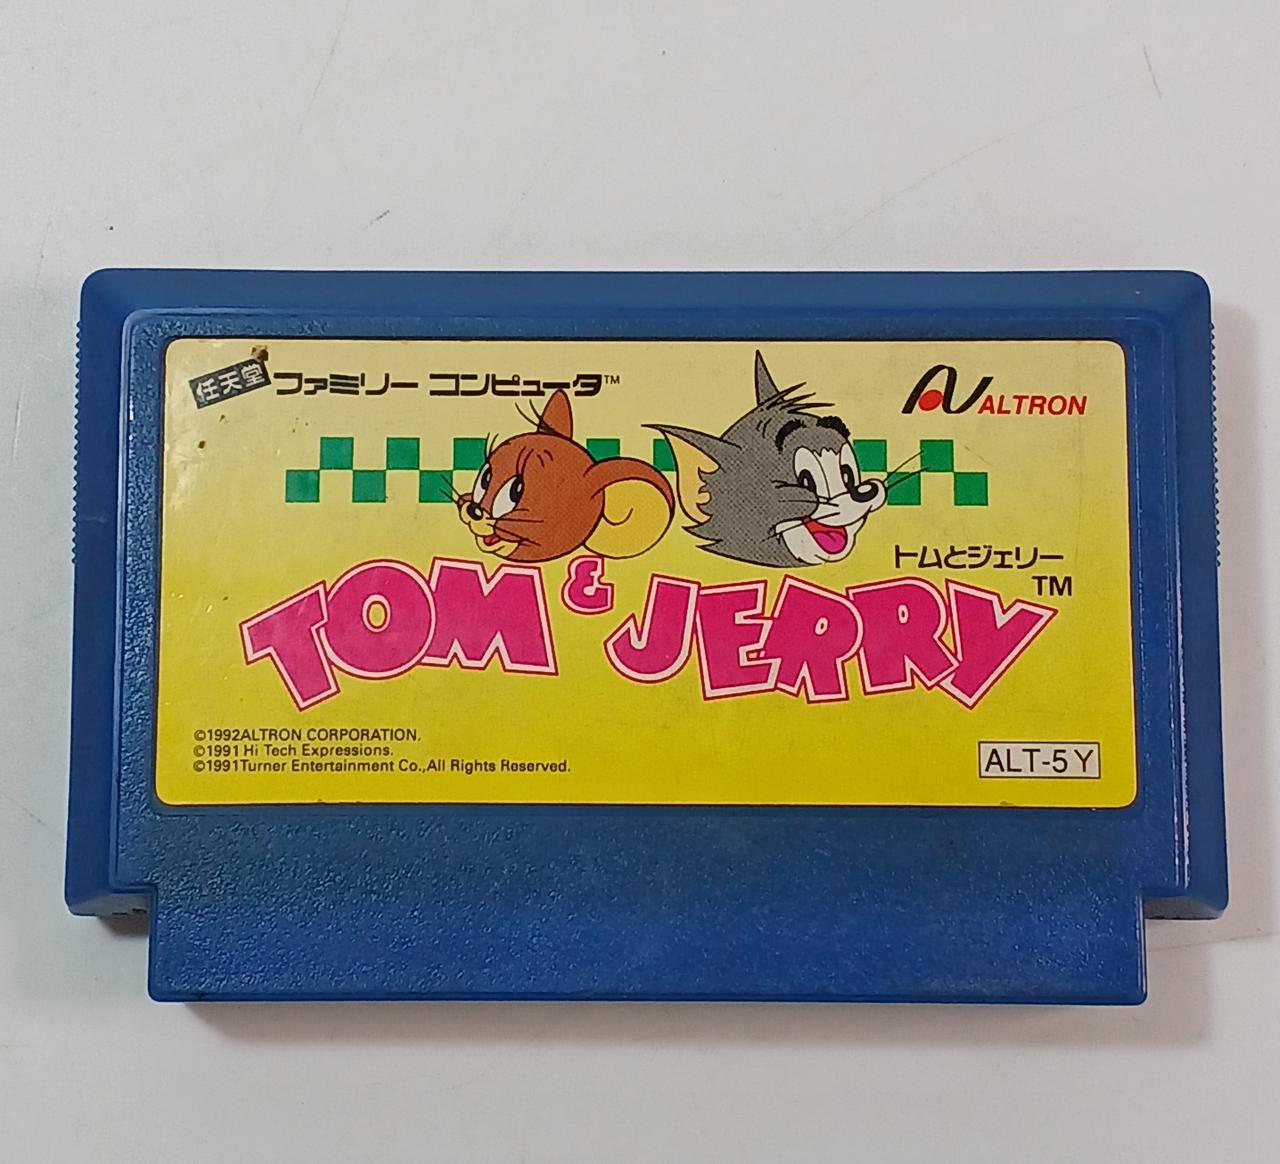 任天堂 ファミリー コンピュータ™
ALTRON
トムとジェリー
TOM & JERRY TM
©1992ALTRON CORPORATION.
©1991 Hi Tech Expressions.
©1991Turner Entertainment Co.,All Rights Reserved.
ALT-5Y